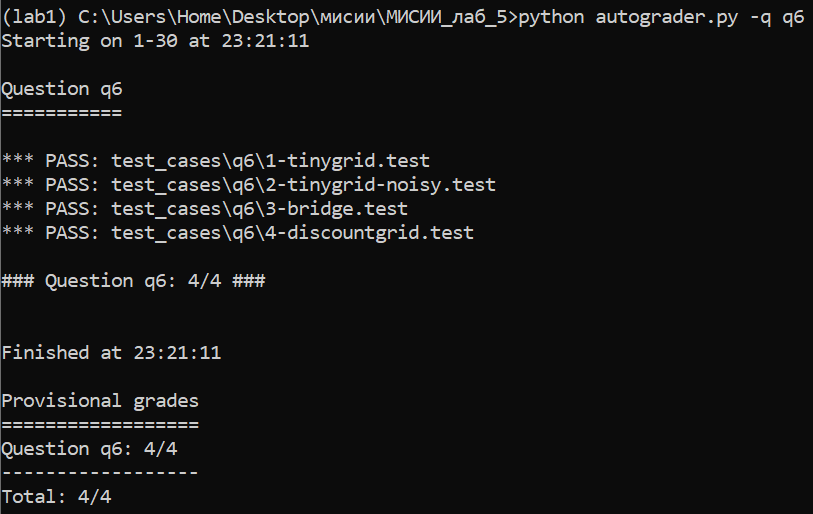 (lab1) C:\Users\Home\Desktop\мисии\МИСИИ_лаб_5>python autograder.py -q q6
Starting on 1-30 at 23:21:11
Question q6
===========
*** PASS: test_cases\q6\1-tinygrid.test
*** PASS: test_cases\q6\2-tinygrid-noisy.test
*** PASS: test_cases\q6\3-bridge.test
*** PASS: test_cases\q6\4-discountgrid.test
### Question q6: 4/4 ###
Finished at 23:21:11
Provisional grades
==================
Question q6: 4/4
------------------
Total: 4/4